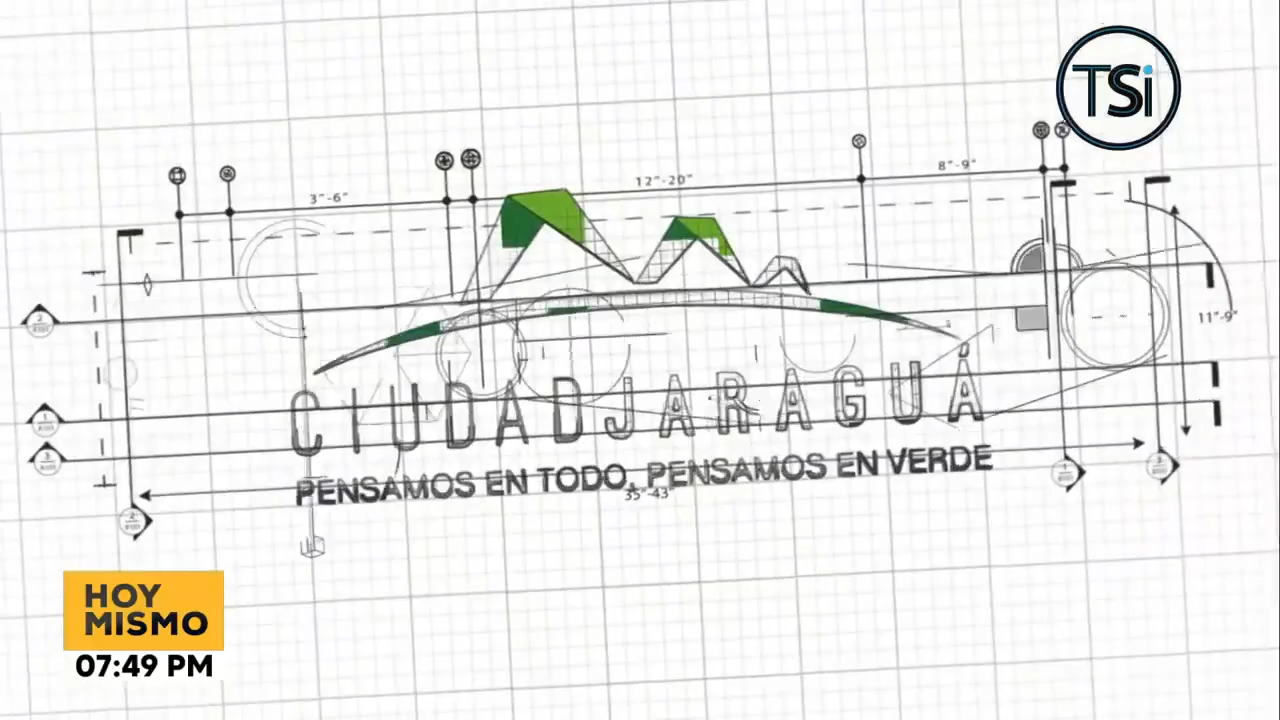 TSi
8"-9"
12"-20"
3"-6"
11"-9"
CIUDADJARAGUÁ
PENSAMOS EN TODO, PENSAMOS EN VERDE
35"-43"
HOY
MISMO
07:49 PM